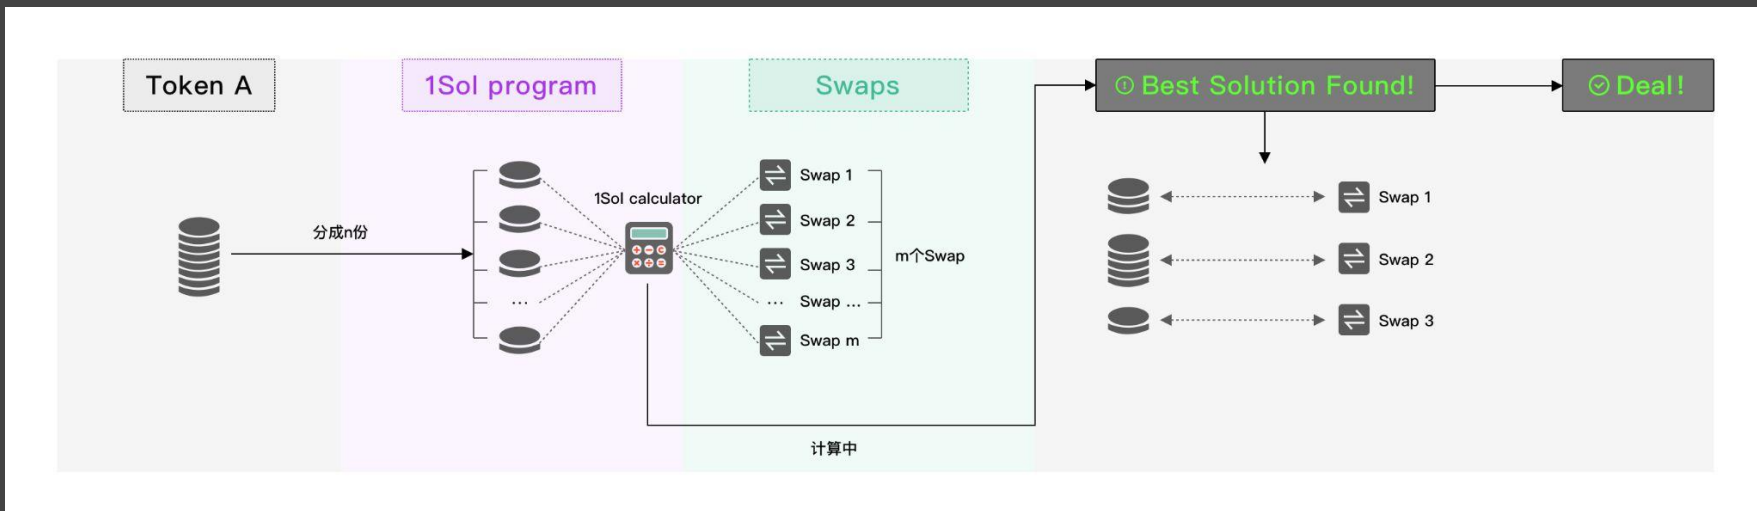 Token A
1Sol program
Swaps
Best Solution Found!
Deal!
分成n份
1Sol calculator
...
Swap 1
Swap 2
Swap 3
... Swap ...
Swap m
m个Swap
计算中
Swap 1
Swap 2
Swap 3